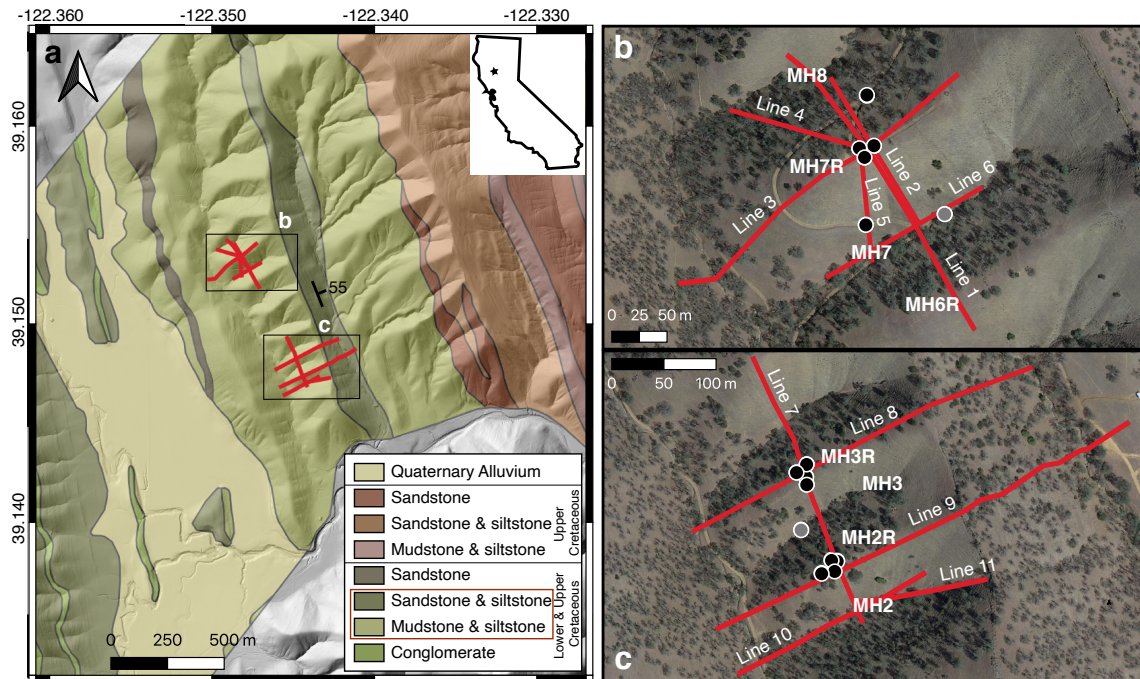 -122.360
-122.350
-122.340
-122.330
a
39.160
39.150
39.140
b
55
c
0
250
500 m
Quaternary Alluvium
Sandstone
Sandstone & siltstone
Mudstone & siltstone
Upper
Cretaceous
Sandstone
Sandstone & siltstone
Mudstone & siltstone
Conglomerate
Lower & Upper
Cretaceous
b
MH8
Line 4
MH7R
Line 2
Line 6
Line 3
Line 5
MH7
Line 1
MH6R
0 25 50 m
0 50 100 m
Line 7
Line 8
MH3R
MH3
Line 9
MH2R
Line 11
MH2
Line 10
c